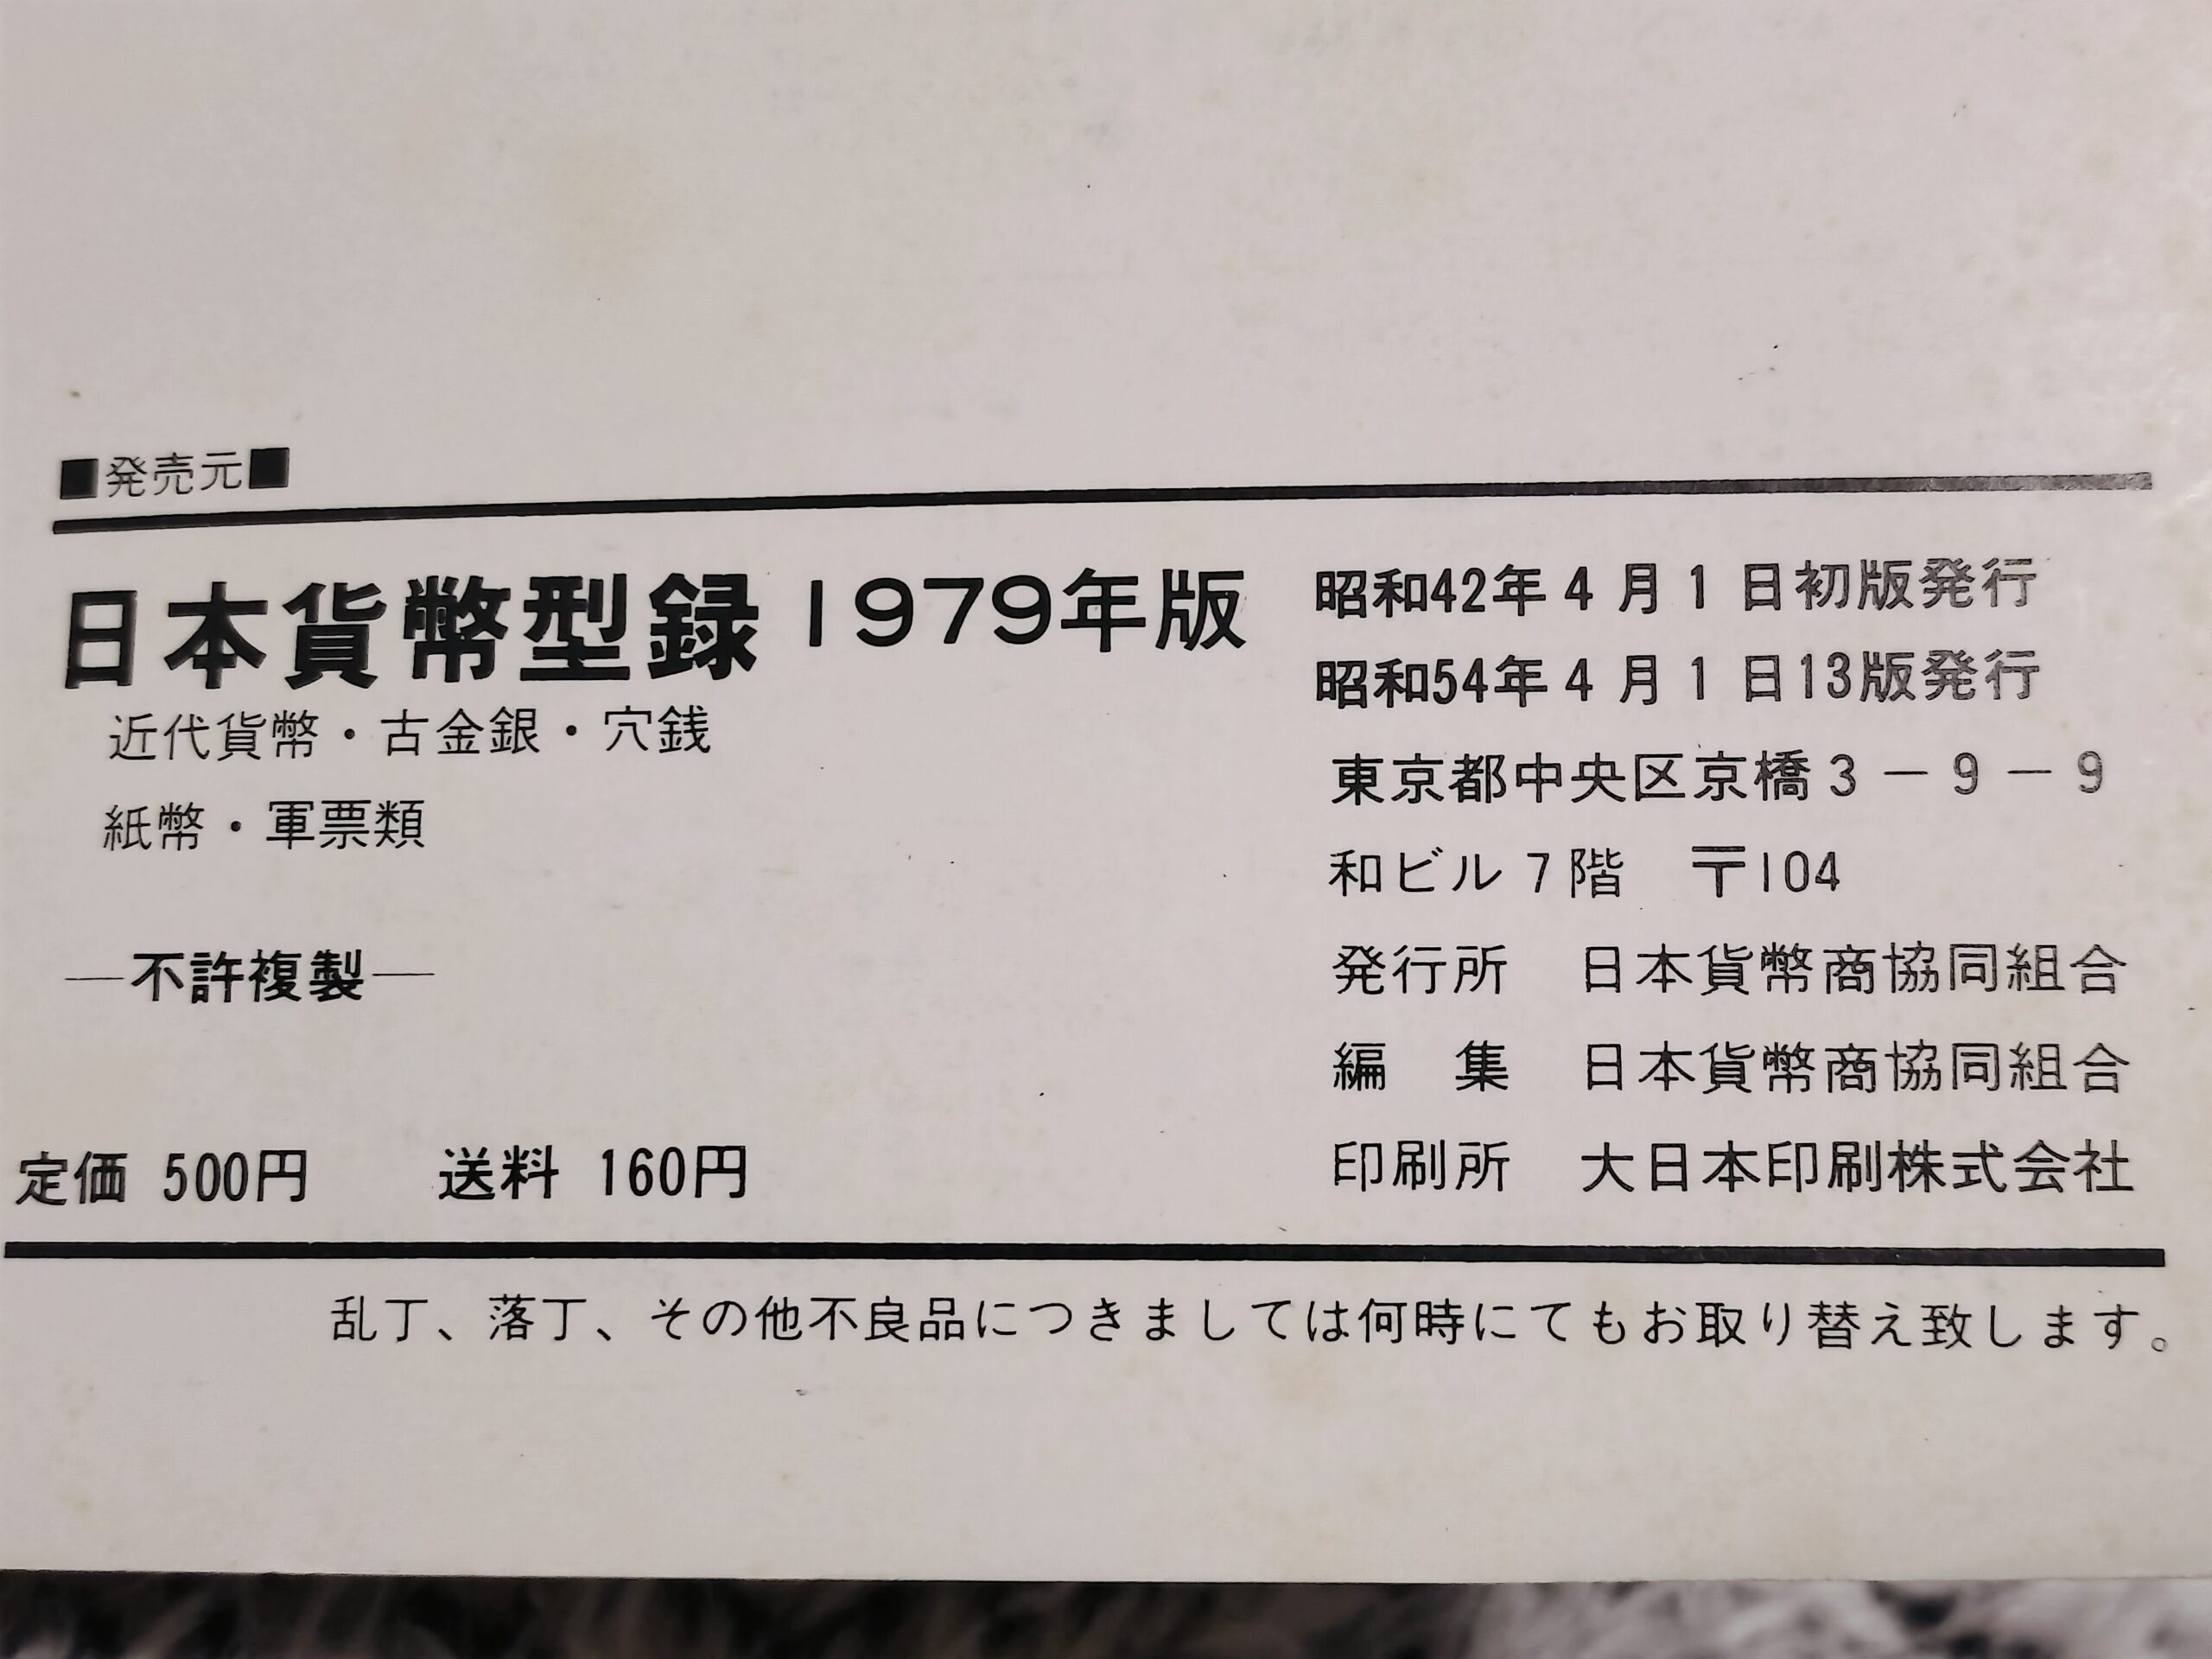 ■発売元■
日本貨幣型録 1979年版
近代貨幣・古金銀・穴銭
紙幣・軍票類
―不許複製―
定価 500円　送料 160円
昭和42年4月1日初版発行
昭和54年4月1日13版発行
東京都中央区京橋3－9－9
和ビル7階　〒104
発行所　日本貨幣商協同組合
編　集　日本貨幣商協同組合
印刷所　大日本印刷株式会社
乱丁、落丁、その他不良品につきましては何時にてもお取り替え致します。